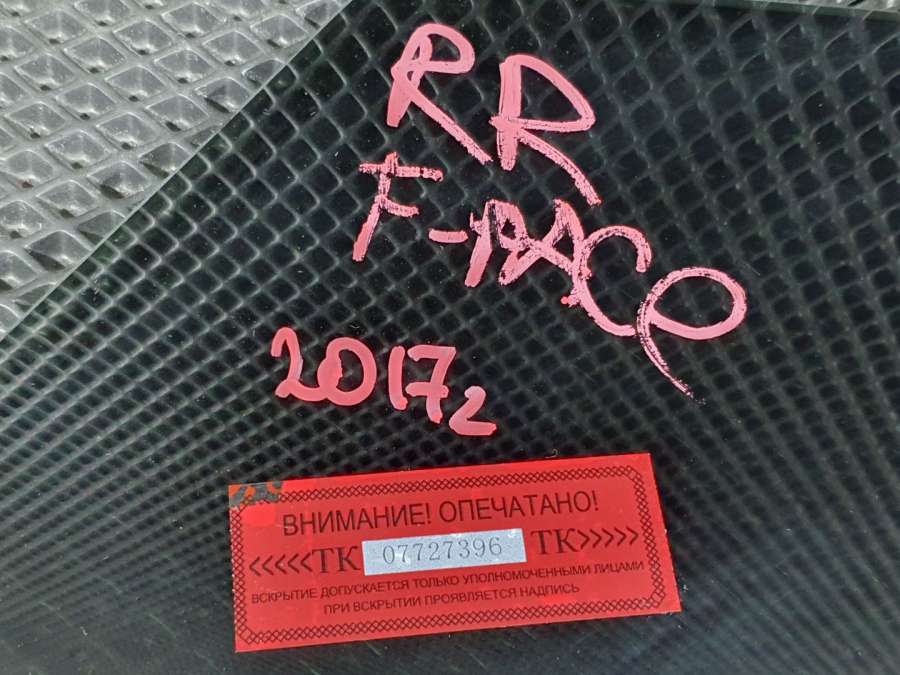 RR
F-PACE
2017г
ВНИМАНИЕ! ОПЕЧАТАНО!
<<<<<ТК 07727396 ТК>>>>>
ВСКРЫТИЕ ДОПУСКАЕТСЯ ТОЛЬКО УПОЛНОМОЧЕННЫМИ ЛИЦАМИ
ПРИ ВСКРЫТИИ ПРОЯВЛЯЕТСЯ НАДПИСЬ